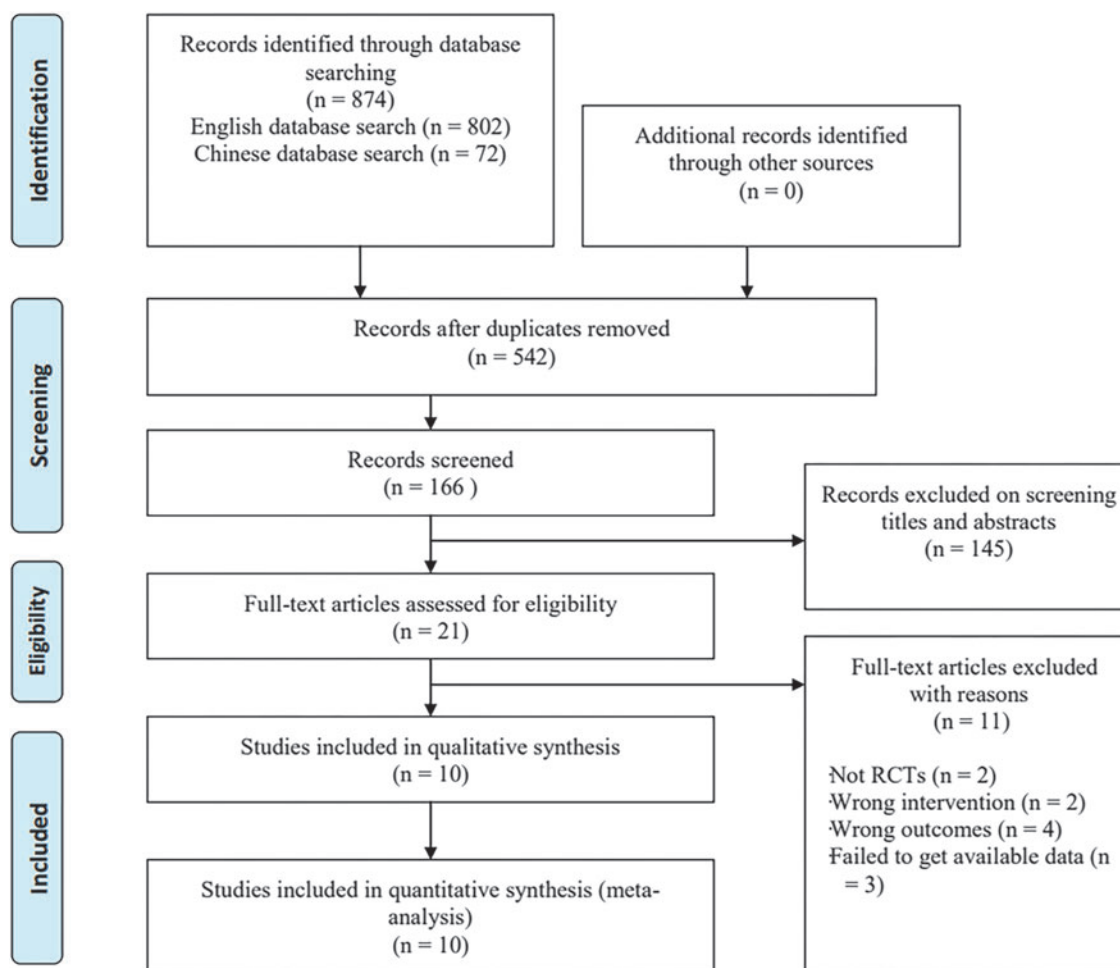 Identification
Records identified through database
searching
(n = 874)
English database search (n = 802)
Chinese database search (n = 72)
Additional records identified
through other sources
(n = 0)
Screening
Records after duplicates removed
(n = 542)
Records screened
(n = 166 )
Records excluded on screening
titles and abstracts
(n = 145)
Eligibility
Full-text articles assessed for eligibility
(n = 21)
Full-text articles excluded
with reasons
(n = 11)
·Not RCTs (n = 2)
·Wrong intervention (n = 2)
·Wrong outcomes (n = 4)
·Failed to get available data (n
= 3)
Included
Studies included in qualitative synthesis
(n = 10)
Studies included in quantitative synthesis (meta-
analysis)
(n = 10)